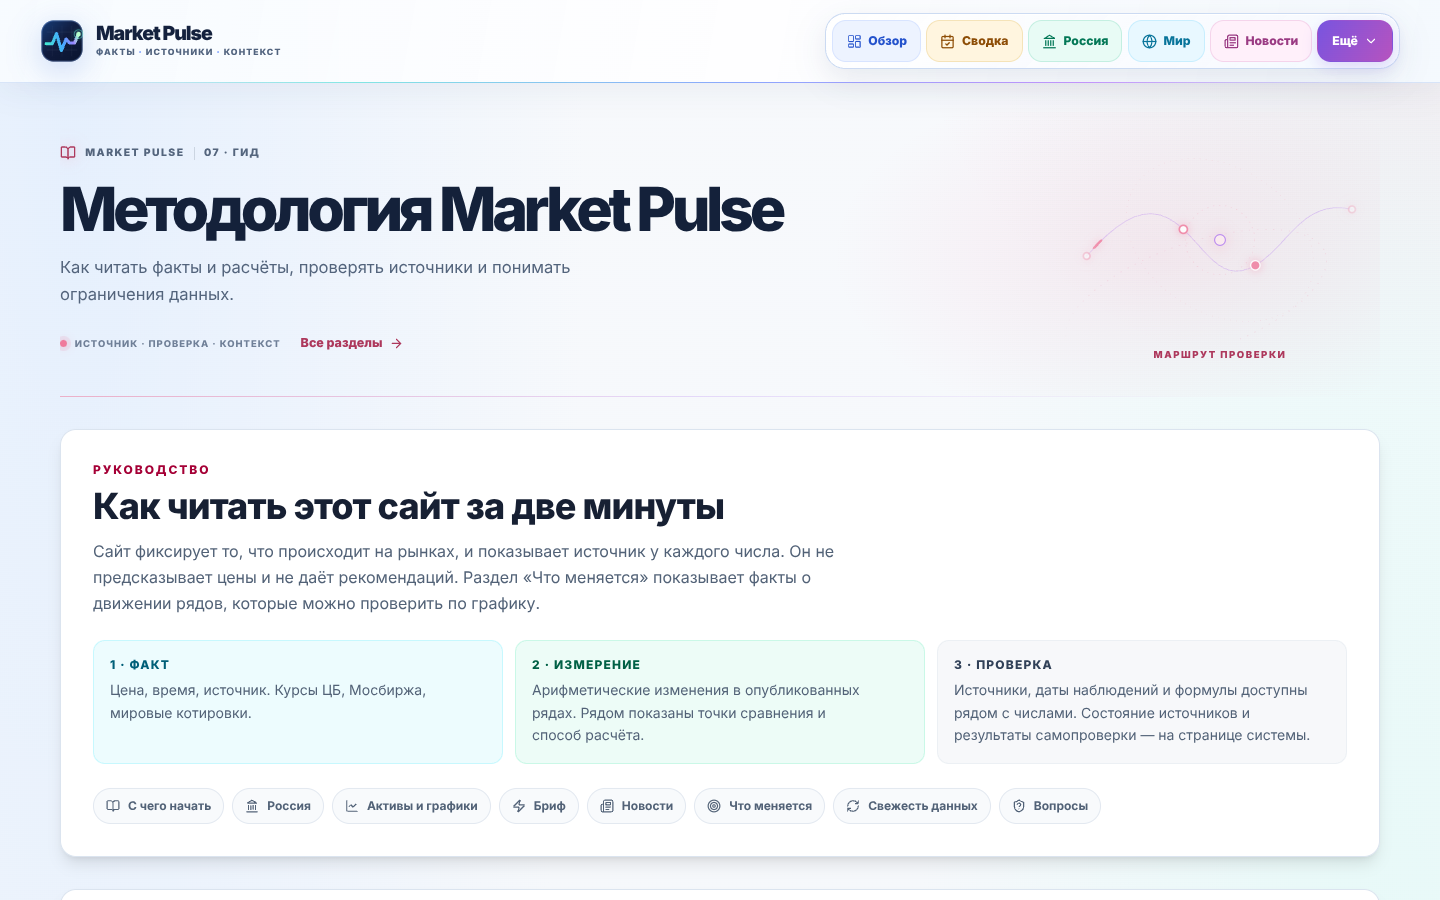 Market Pulse
ФАКТЫ · ИСТОЧНИКИ · КОНТЕКСТ
Обзор
Сводка
Россия
Мир
Новости
Ещё
MARKET PULSE | 07 · ГИД
Методология Market Pulse
Как читать факты и расчёты, проверять источники и понимать
ограничения данных.
ИСТОЧНИК · ПРОВЕРКА · КОНТЕКСТ
Все разделы →
МАРШРУТ ПРОВЕРКИ
РУКОВОДСТВО
Как читать этот сайт за две минуты
Сайт фиксирует то, что происходит на рынках, и показывает источник у каждого числа. Он не
предсказывает цены и не даёт рекомендаций. Раздел «Что меняется» показывает факты о
движении рядов, которые можно проверить по графику.
1 · ФАКТ
Цена, время, источник. Курсы ЦБ, Мосбиржа,
мировые котировки.
2 · ИЗМЕРЕНИЕ
Арифметические изменения в опубликованных
рядах. Рядом показаны точки сравнения и
способ расчёта.
3 · ПРОВЕРКА
Источники, даты наблюдений и формулы доступны
рядом с числами. Состояние источников и
результаты самопроверки — на странице системы.
С чего начать
Россия
Активы и графики
Бриф
Новости
Что меняется
Свежесть данных
Вопросы